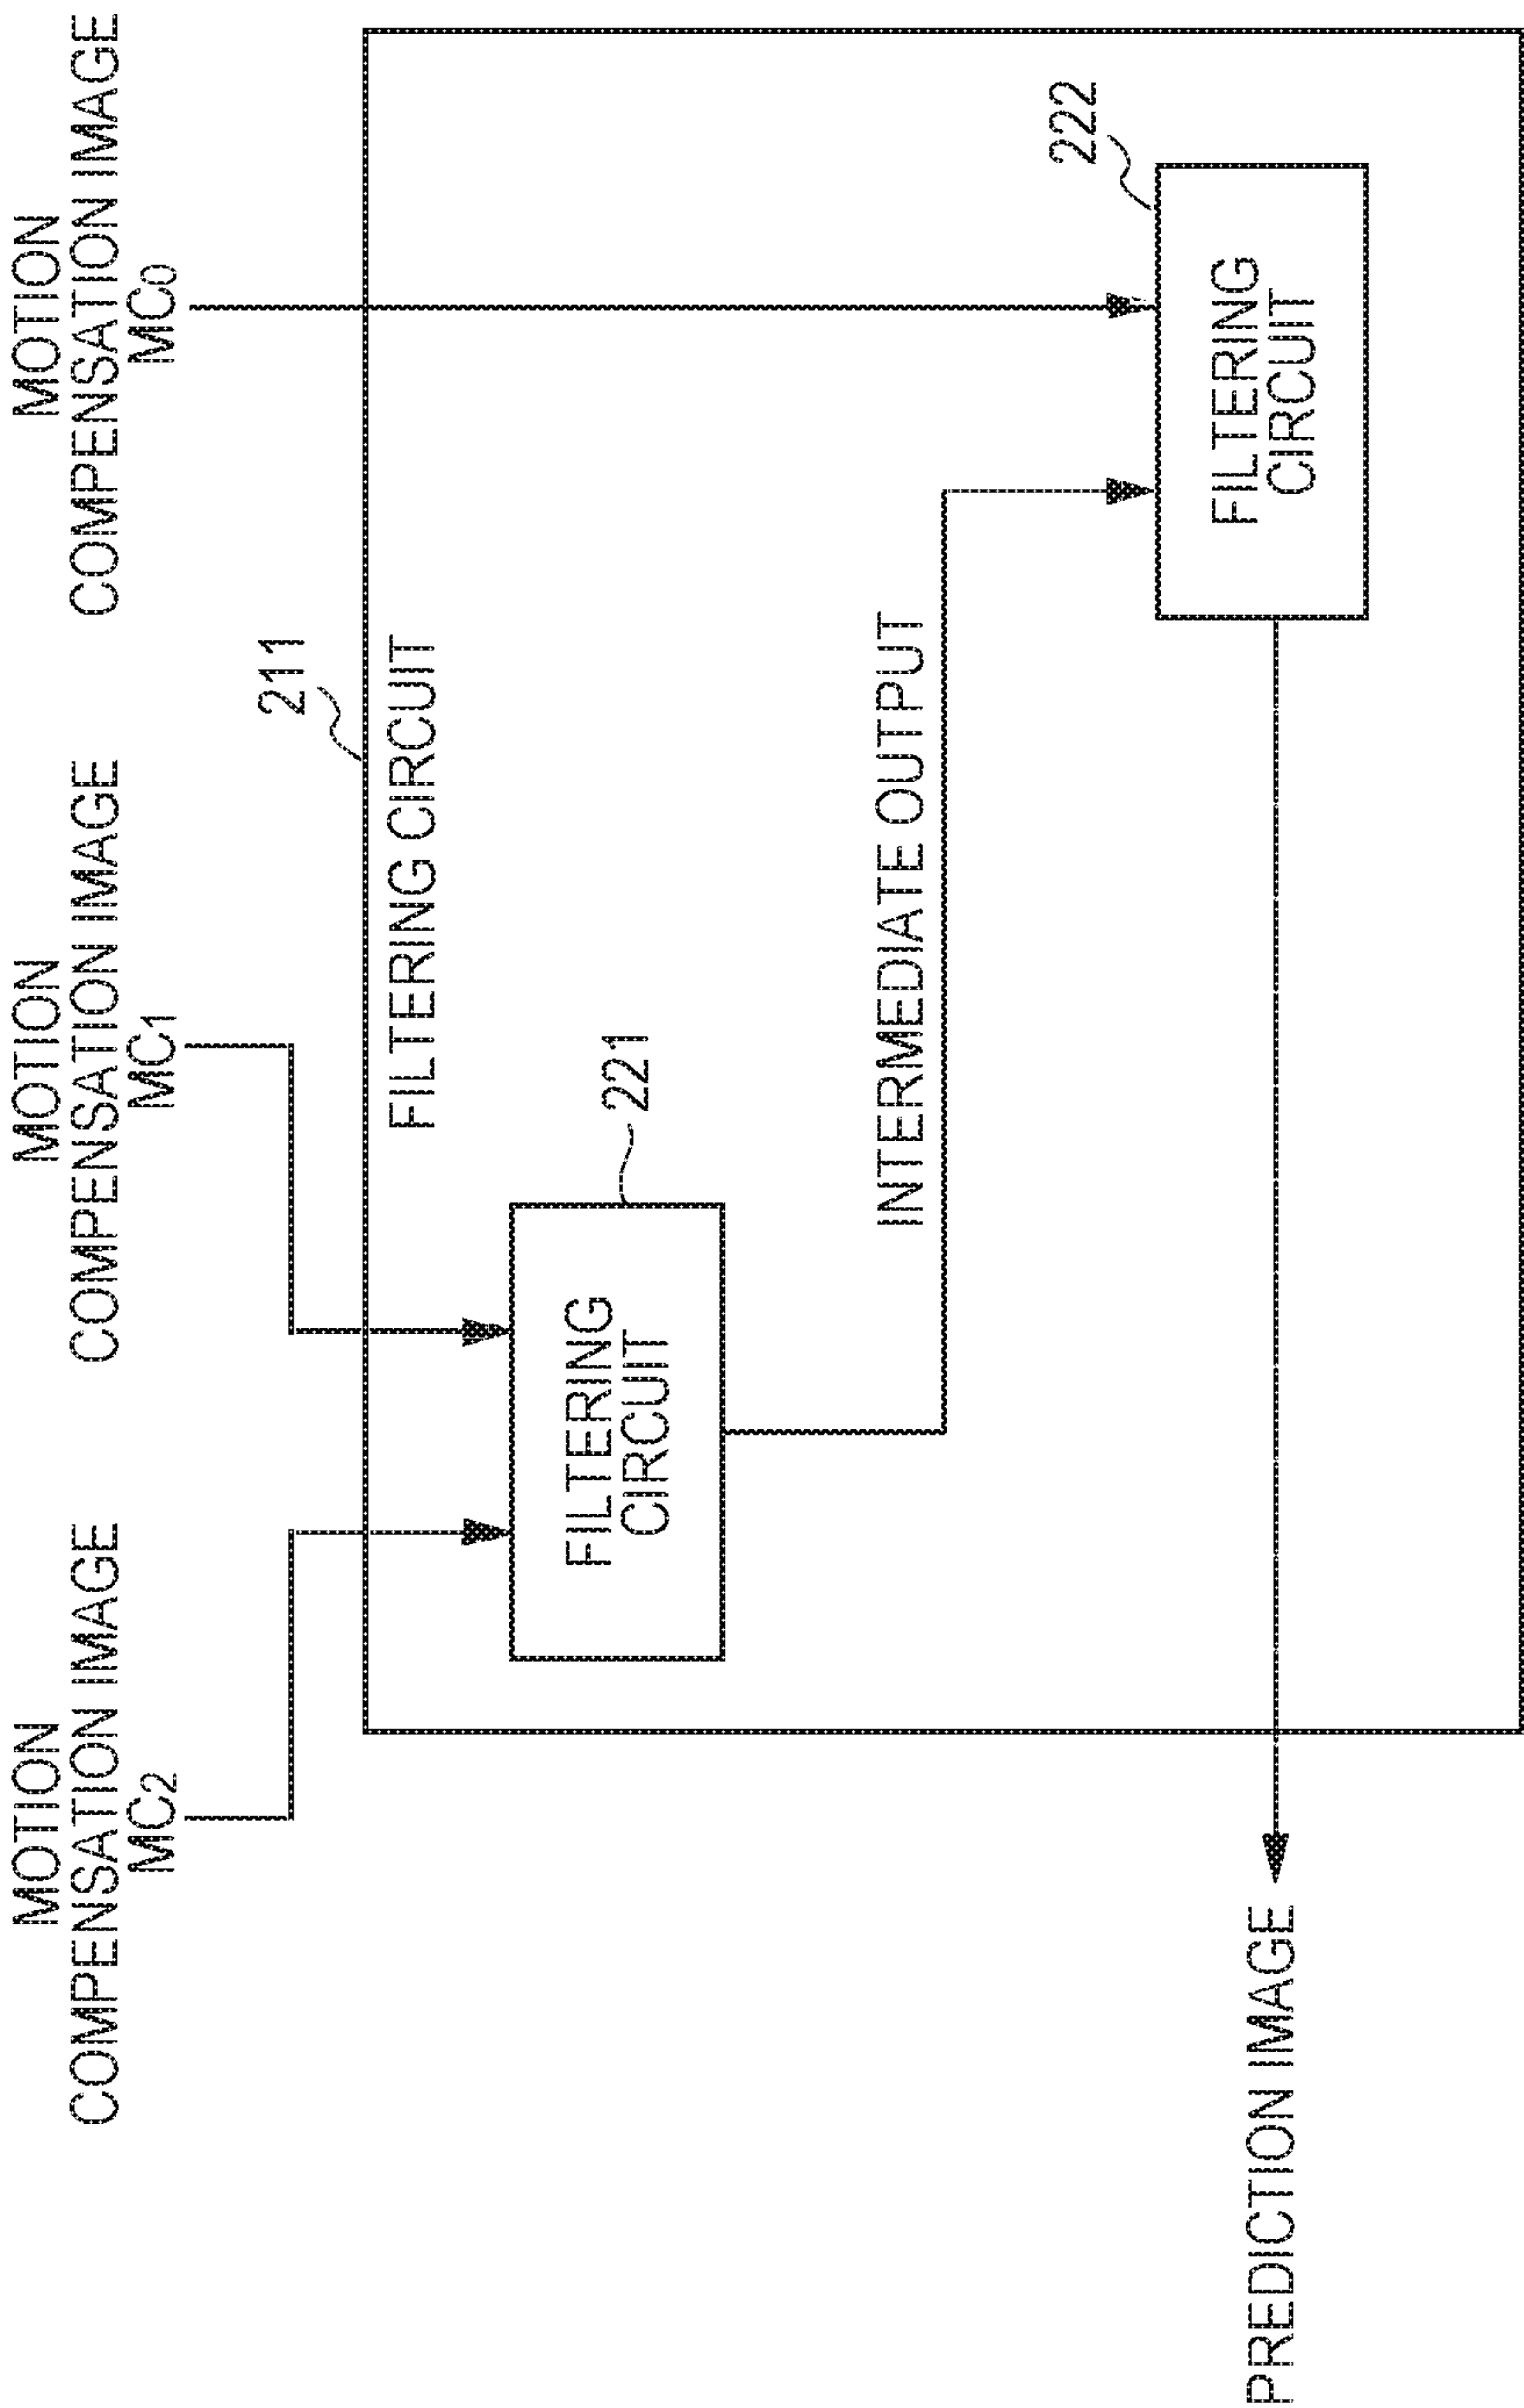 MOTION
COMPENSATION IMAGE
MC0
MOTION
COMPENSATION IMAGE
MC1
MOTION
COMPENSATION IMAGE
MC2
211
FILTERING CIRCUIT
221
FILTERING
CIRCUIT
INTERMEDIATE OUTPUT
222
FILTERING
CIRCUIT
PREDICTION IMAGE